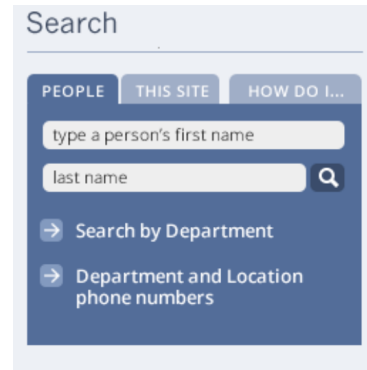 Search
PEOPLE THIS SITE HOW DO I...
type a person's first name
last name
Search by Department
Department and Location
phone numbers